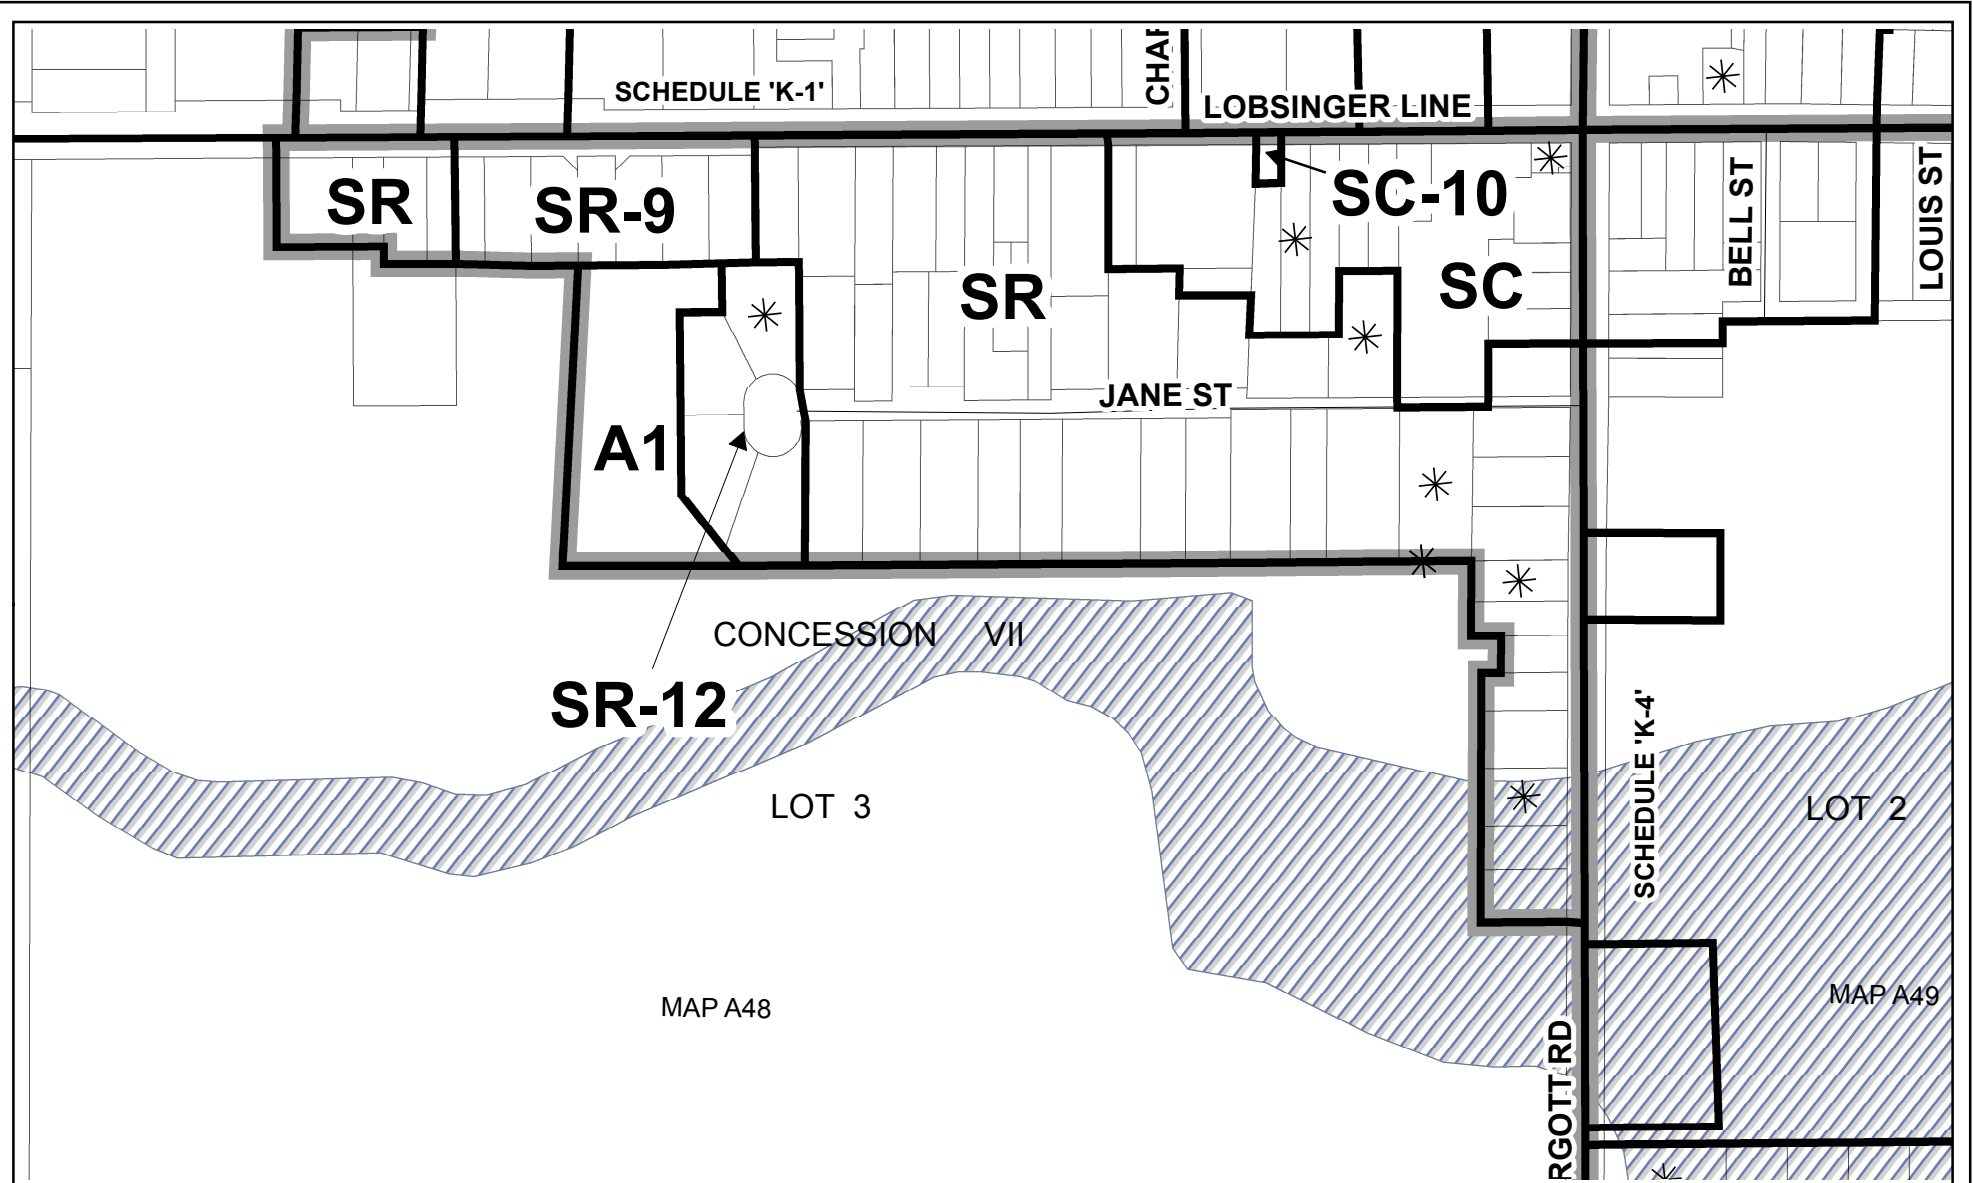 SCHEDULE 'K-1'
LOBSINGER LINE
SR
SR-9
SC-10
BELL ST
LOUIS ST
SR
SC
JANE ST
A1
CONCESSION VII
SR-12
SCHEDULE 'K-4'
LOT 3
LOT 2
MAP A48
MAP A49